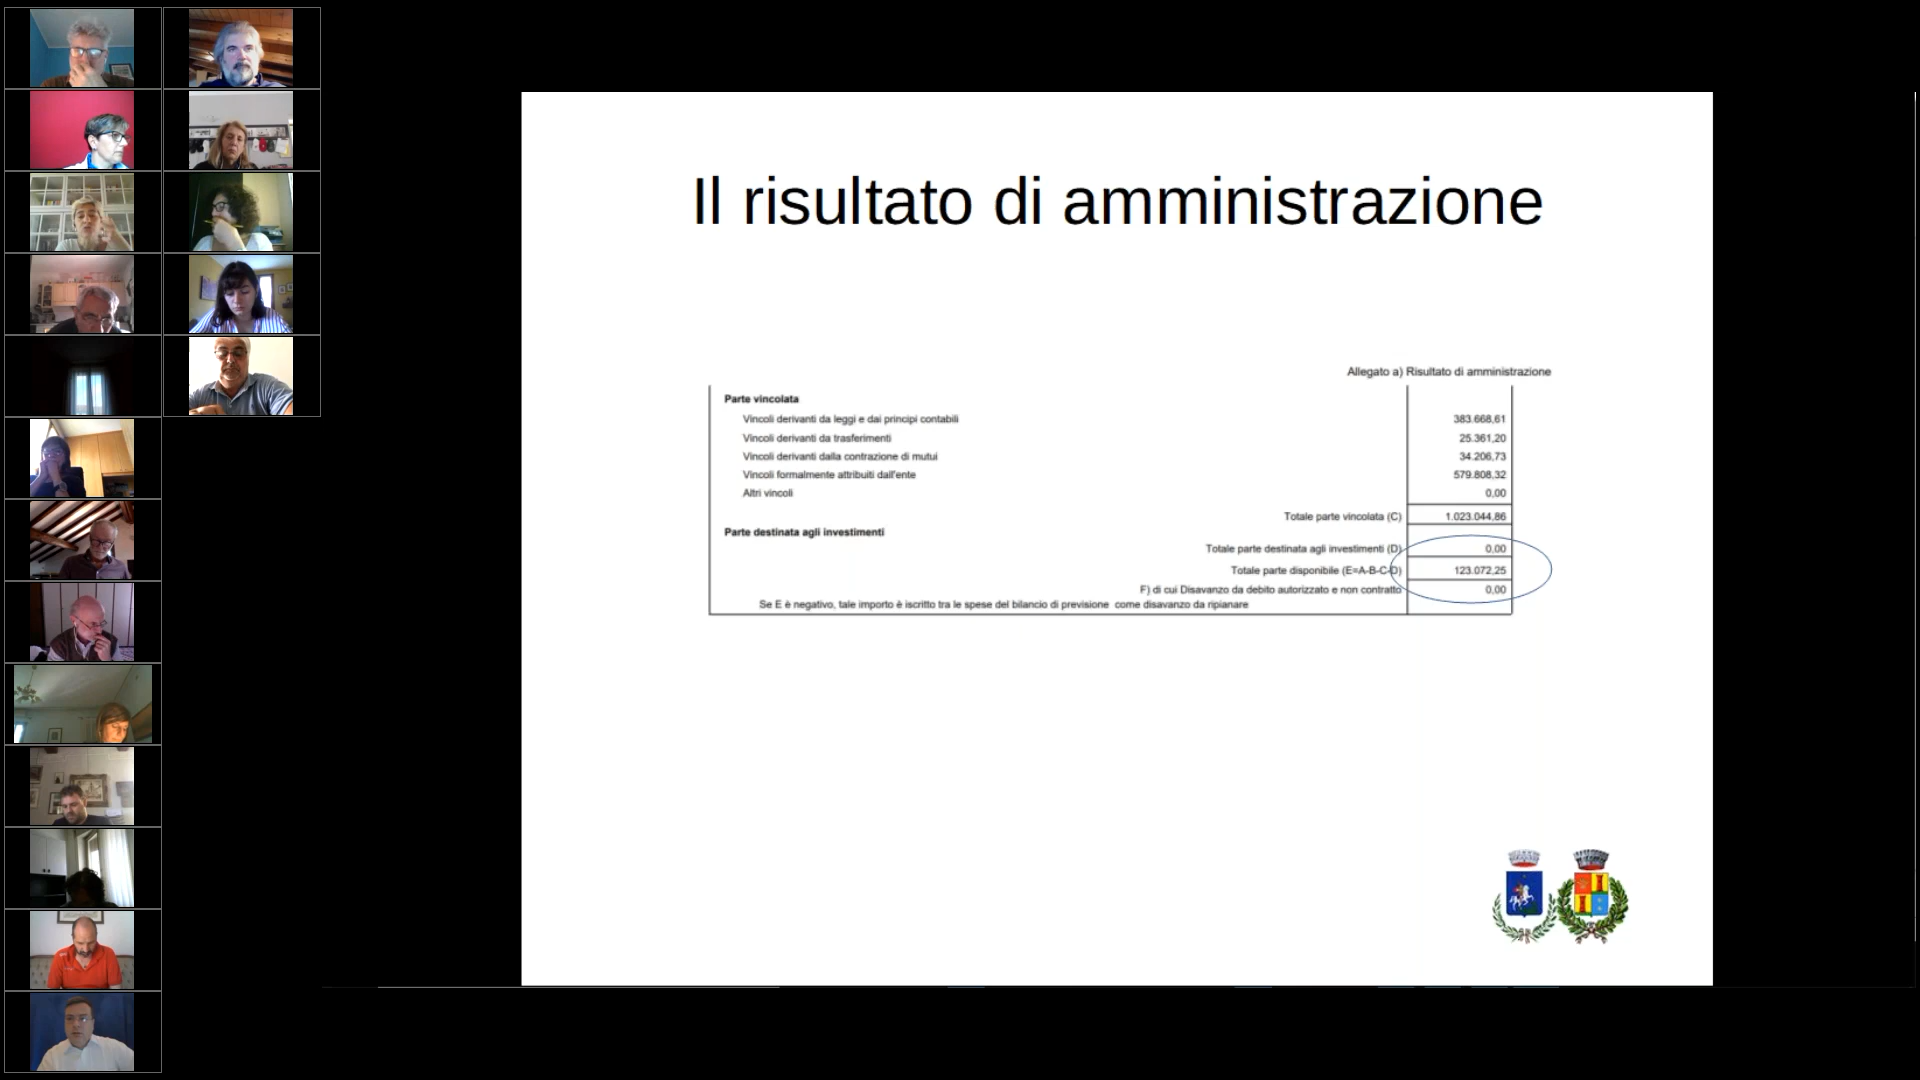 Il risultato di amministrazione
Allegato a) Risultato di amministrazione
Parte vincolata
Vincoli derivanti da leggi e dai principi contabili 383.668,61
Vincoli derivanti da trasferimenti 25.361,20
Vincoli derivanti dalla contrazione di mutui 34.206,73
Vincoli formalmente attribuiti dall'ente 579.808,32
Altri vincoli 0,00
Totale parte vincolata (C) 1.023.044,86
Parte destinata agli investimenti
Totale parte destinata agli investimenti (D) 0,00
Totale parte disponibile (E=A-B-C-D) 123.072,25
F) di cui Disavanzo da debito autorizzato e non contratto 0,00
Se E è negativo, tale importo è iscritto tra le spese del bilancio di previsione come disavanzo da ripianare